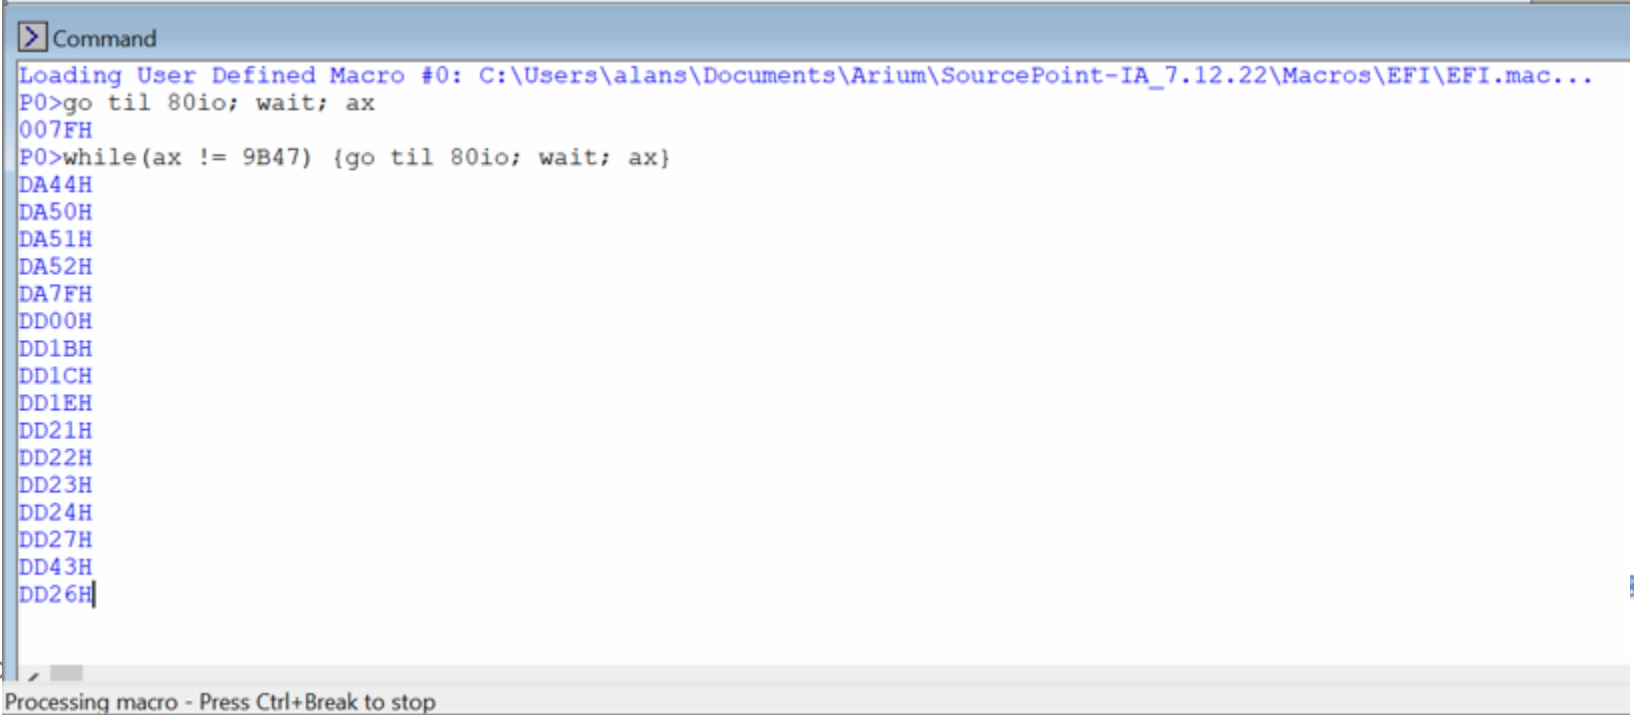 Command
Loading User Defined Macro #0: C:\Users\alans\Documents\Arium\SourcePoint-IA_7.12.22\Macros\EFI\EFI.mac...
P0>go til 80io; wait; ax
007FH
P0>while(ax != 9B47) {go til 80io; wait; ax}
DA44H
DA50H
DA51H
DA52H
DA7FH
DD00H
DD1BH
DD1CH
DD1EH
DD21H
DD22H
DD23H
DD24H
DD27H
DD43H
DD26H
Processing macro - Press Ctrl+Break to stop